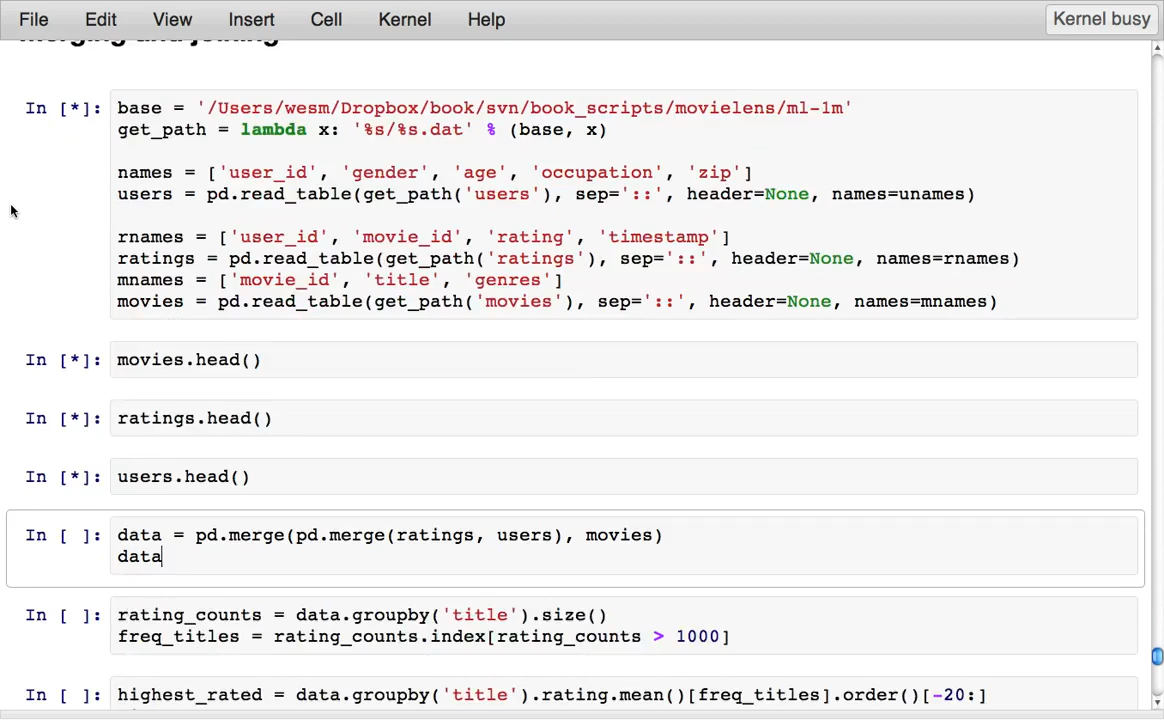 File Edit View Insert Cell Kernel Help Kernel busy
merging and joining
In [*]: base = '/Users/wesm/Dropbox/book/svn/book_scripts/movielens/ml-1m'
get_path = lambda x: '%s/%s.dat' % (base, x)
names = ['user_id', 'gender', 'age', 'occupation', 'zip']
users = pd.read_table(get_path('users'), sep='::', header=None, names=unames)
rnames = ['user_id', 'movie_id', 'rating', 'timestamp']
ratings = pd.read_table(get_path('ratings'), sep='::', header=None, names=rnames)
mnames = ['movie_id', 'title', 'genres']
movies = pd.read_table(get_path('movies'), sep='::', header=None, names=mnames)
In [*]: movies.head()
In [*]: ratings.head()
In [*]: users.head()
In [ ]: data = pd.merge(pd.merge(ratings, users), movies)
data
In [ ]: rating_counts = data.groupby('title').size()
freq_titles = rating_counts.index[rating_counts > 1000]
In [ ]: highest_rated = data.groupby('title').rating.mean()[freq_titles].order()[-20:]